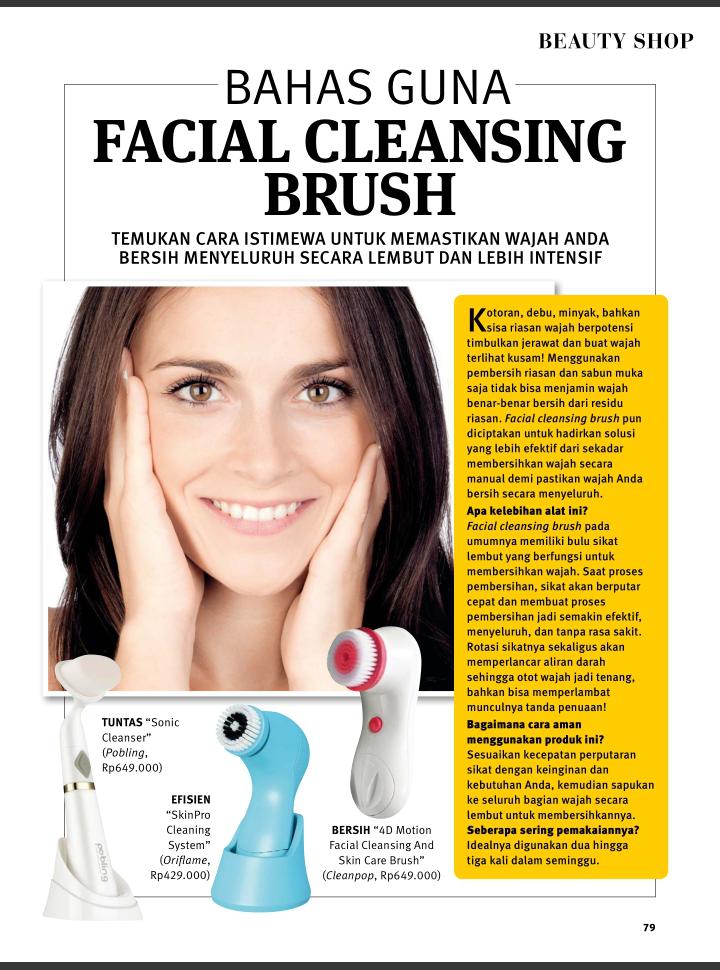 BEAUTY SHOP
BAHAS GUNA
FACIAL CLEANSING
BRUSH
TEMUKAN CARA ISTIMEWA UNTUK MEMASTIKAN WAJAH ANDA
BERSIH MENYELURUH SECARA LEMBUT DAN LEBIH INTENSIF
Kotoran, debu, minyak, bahkan
sisa riasan wajah berpotensi
timbulkan jerawat dan buat wajah
terlihat kusam! Menggunakan
pembersih riasan dan sabun muka
saja tidak bisa menjamin wajah
benar-benar bersih dari residu
riasan. Facial cleansing brush pun
diciptakan untuk hadirkan solusi
yang lebih efektif dari sekadar
membersihkan wajah secara
manual demi pastikan wajah Anda
bersih secara menyeluruh.
Apa kelebihan alat ini?
Facial cleansing brush pada
umumnya memiliki bulu sikat
lembut yang berfungsi untuk
membersihkan wajah. Saat proses
pembersihan, sikat akan berputar
cepat dan membuat proses
pembersihan jadi semakin efektif,
menyeluruh, dan tanpa rasa sakit.
Rotasi sikatnya sekaligus akan
memperlancar aliran darah
sehingga otot wajah jadi tenang,
bahkan bisa memperlambat
munculnya tanda penuaan!
Bagaimana cara aman
menggunakan produk ini?
Sesuaikan kecepatan perputaran
sikat dengan keinginan dan
kebutuhan Anda, kemudian sapukan
ke seluruh bagian wajah secara
lembut untuk membersihkannya.
Seberapa sering pemakaiannya?
Idealnya digunakan dua hingga
tiga kali dalam seminggu.
TUNTAS “Sonic
Cleanser”
(Pobling,
Rp649.000)
EFISIEN
“SkinPro
Cleaning
System”
(Oriflame,
Rp429.000)
BERSIH “4D Motion
Facial Cleansing And
Skin Care Brush”
(Cleanpop, Rp649.000)
pobling
79